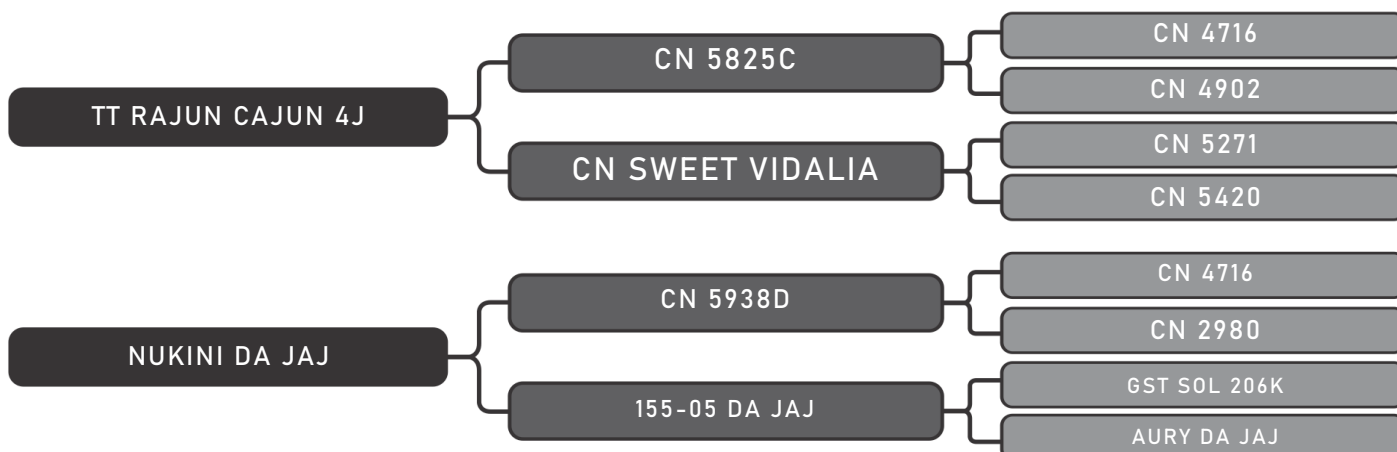 TT RAJUN CAJUN 4J
CN 5825C
CN SWEET VIDALIA
CN 4716
CN 4902
CN 5271
CN 5420
NUKINI DA JAJ
CN 5938D
155-05 DA JAJ
CN 4716
CN 2980
GST SOL 206K
AURY DA JAJ